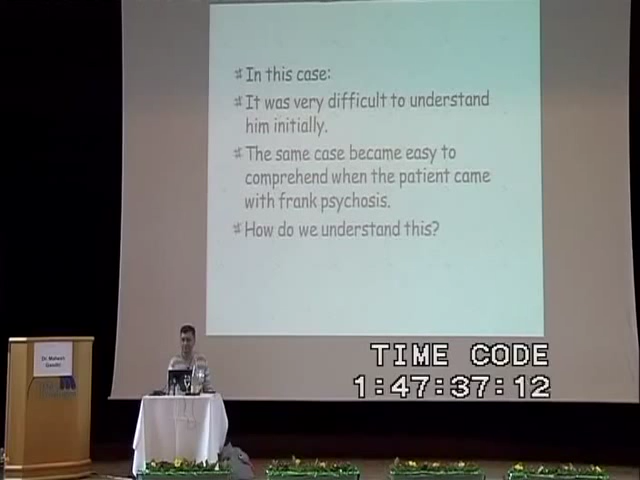 In this case:
It was very difficult to understand
him initially.
The same case became easy to
comprehend when the patient came
with frank psychosis.
How do we understand this?
TIME CODE
1:47:37:12
Dr. Mahesh
Gandhi